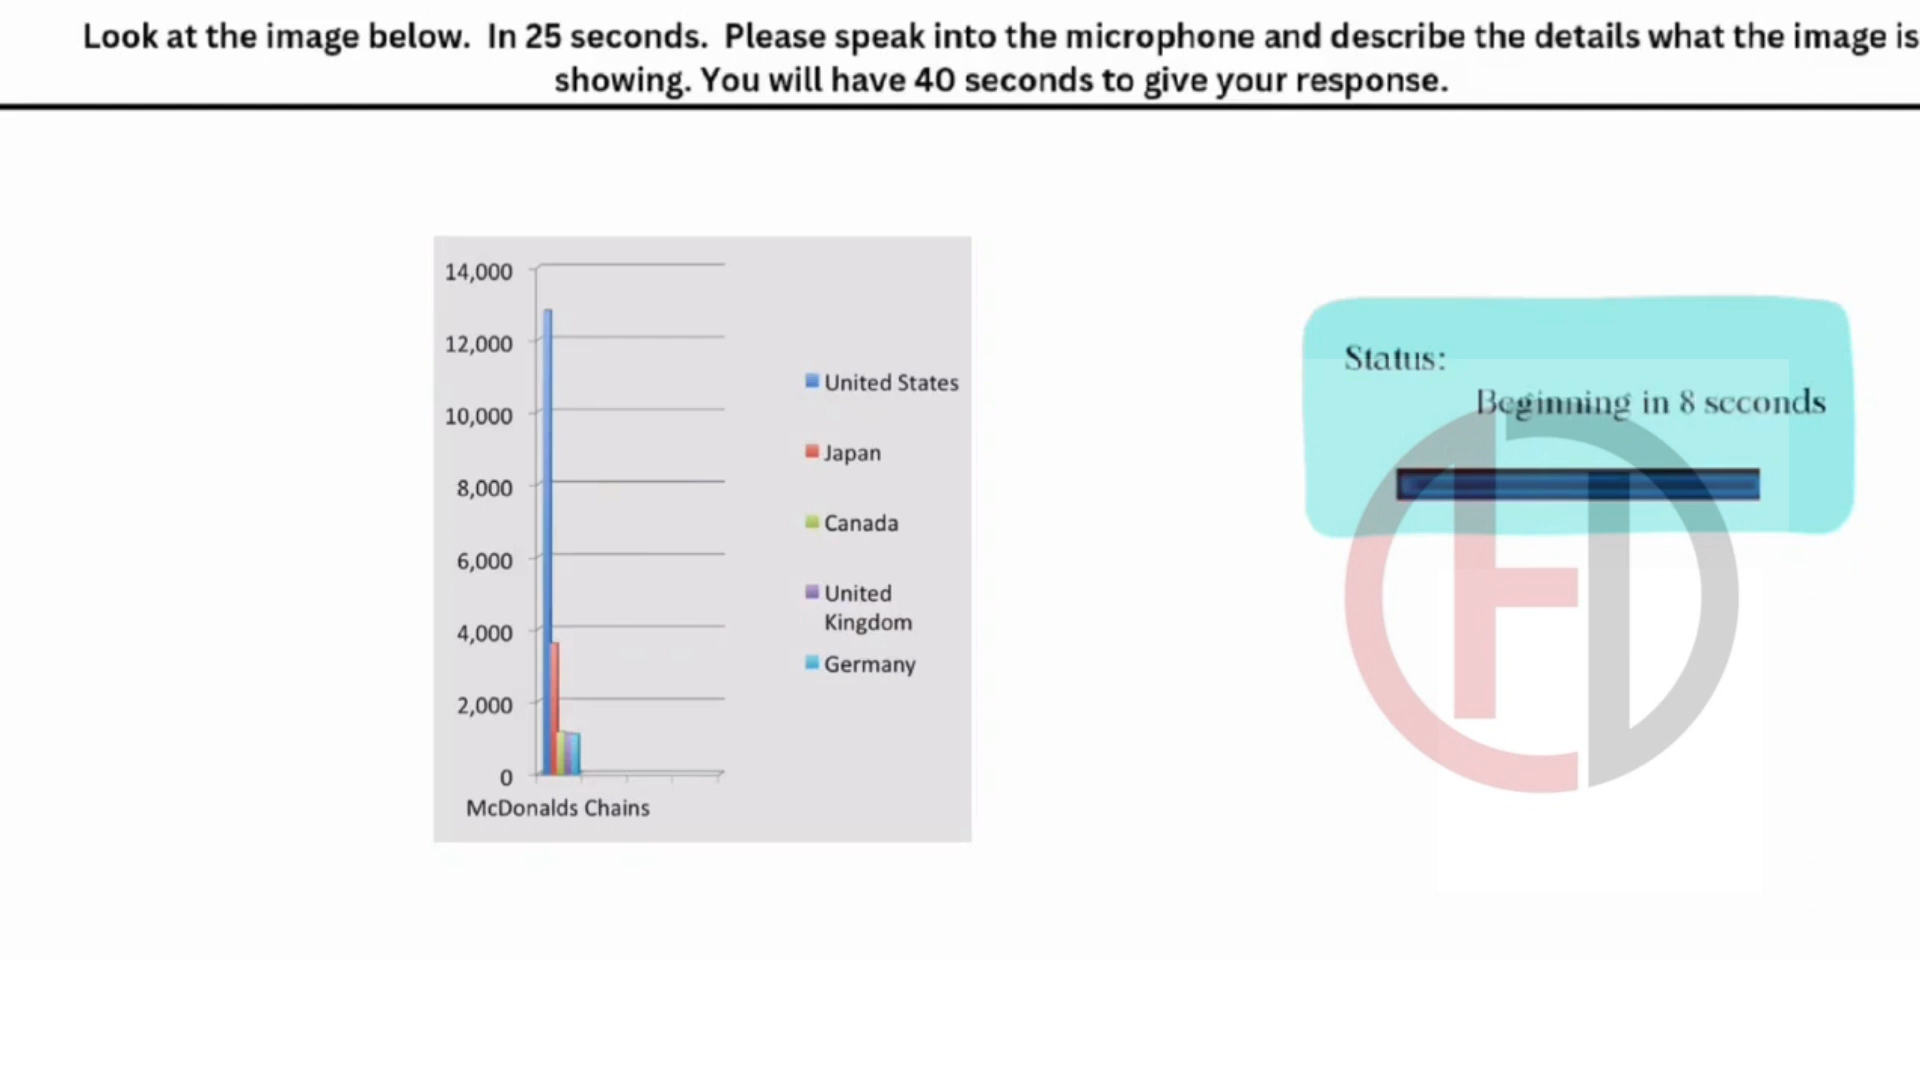 Look at the image below. In 25 seconds. Please speak into the microphone and describe the details what the image is
showing. You will have 40 seconds to give your response.
14,000
12,000
10,000
8,000
6,000
4,000
2,000
0
McDonalds Chains
United States
Japan
Canada
United
Kingdom
Germany
Status:
Beginning in 8 seconds